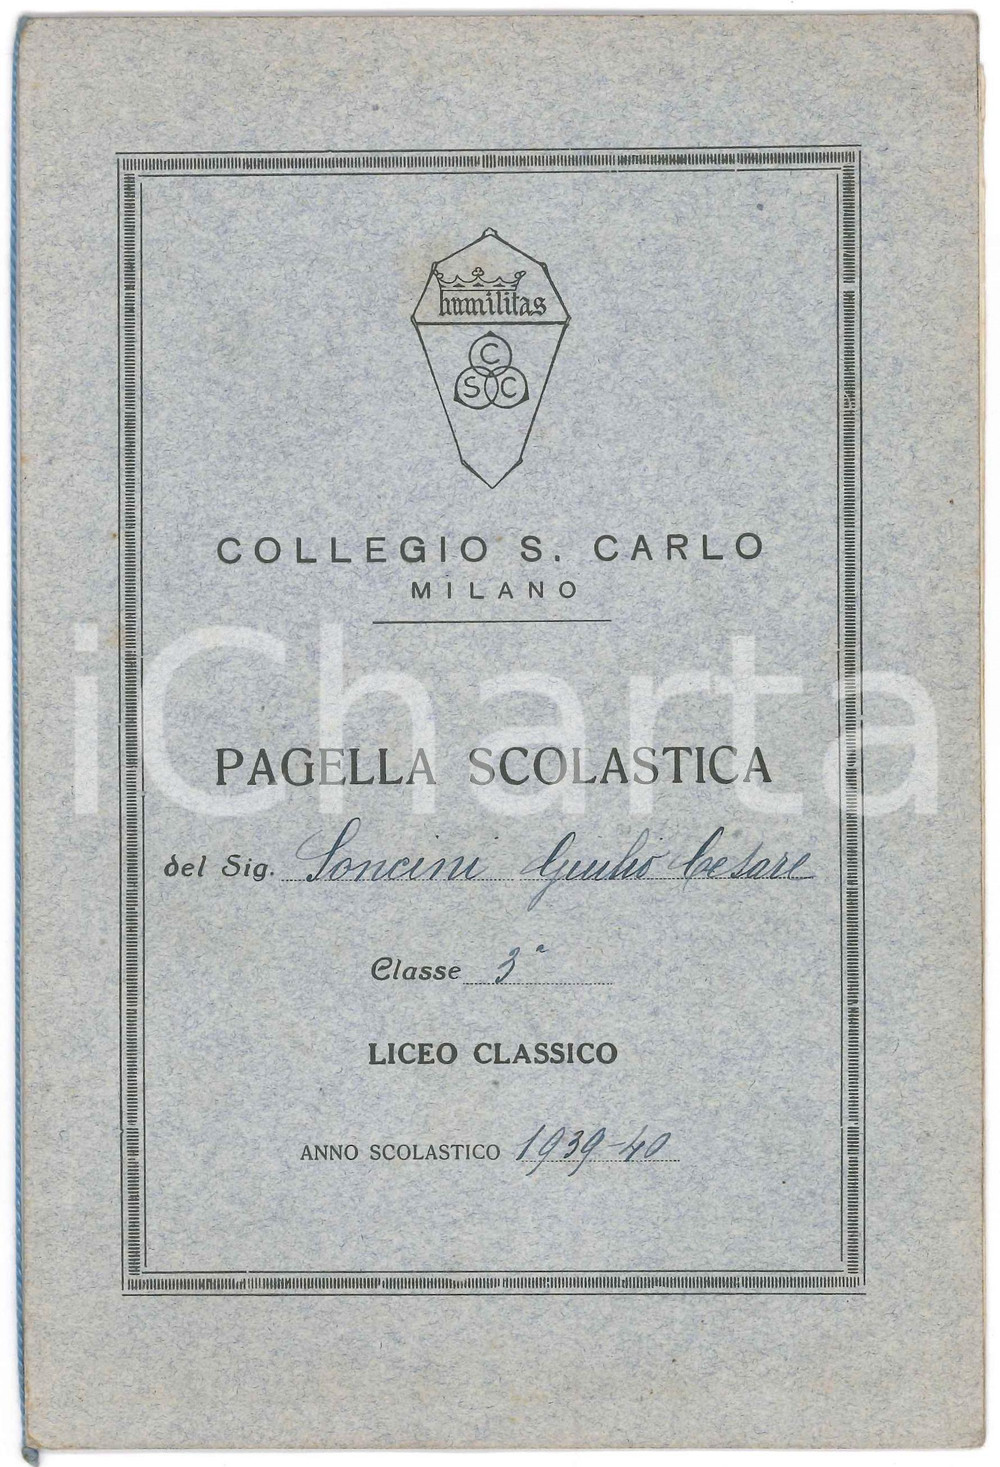 humilitas
C
S C
COLLEGIO S. CARLO
MILANO
iCharta
PAGELLA SCOLASTICA
del Sig. Soncini Giulio Cesare
Classe 3ª
LICEO CLASSICO
ANNO SCOLASTICO 1939-40